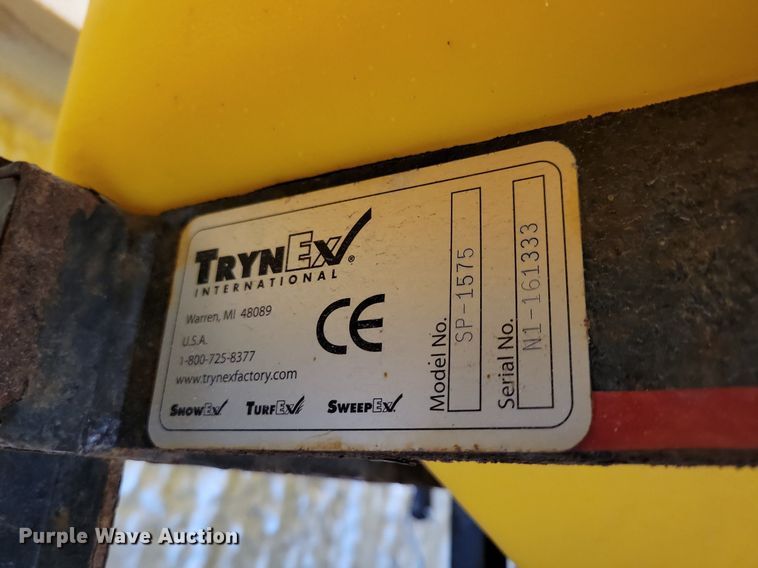 TRYNEX®
INTERNATIONAL
Warren, MI 48089
U.S.A.
1-800-725-8377
www.trynexfactory.com
SNOWEX
TURFEX
SWEEPEX
CE
Model No. SP-1575
Serial No. N1-161333
Purple Wave Auction®